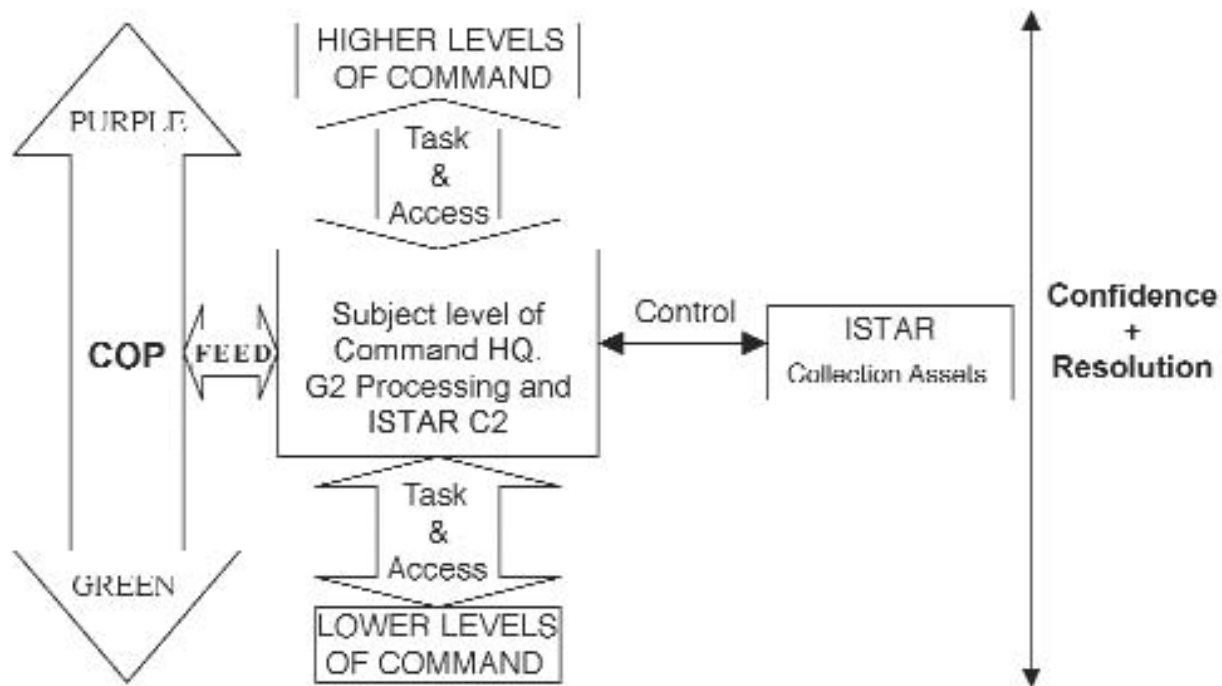 HIGHER LEVELS
OF COMMAND
PURPLE
Task
&
Access
COP
FEED
Subject level of
Command HQ.
G2 Processing and
ISTAR C2
Control
ISTAR
Collection Assets
Confidence
+
Resolution
Task
&
Access
GREEN
LOWER LEVELS
OF COMMAND